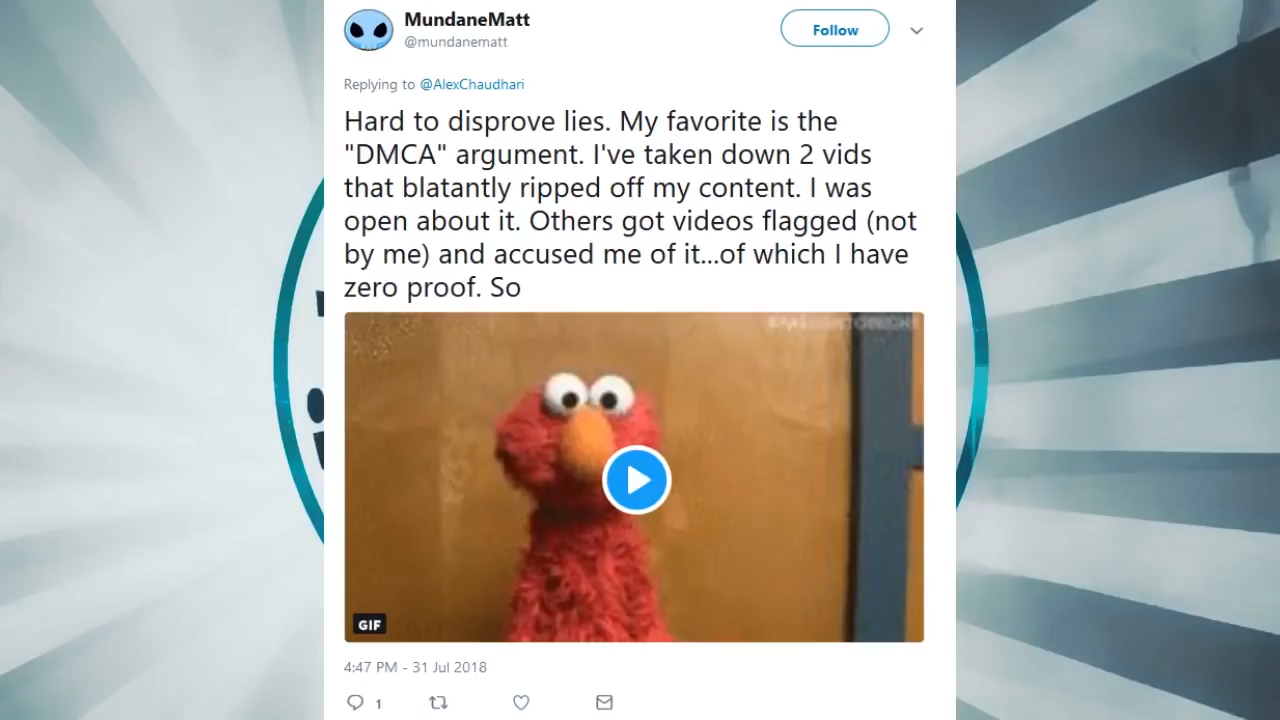 MundaneMatt
@mundanematt
Follow
Replying to @AlexChaudhari
Hard to disprove lies. My favorite is the
"DMCA" argument. I've taken down 2 vids
that blatantly ripped off my content. I was
open about it. Others got videos flagged (not
by me) and accused me of it...of which I have
zero proof. So
GIF
4:47 PM - 31 Jul 2018
1